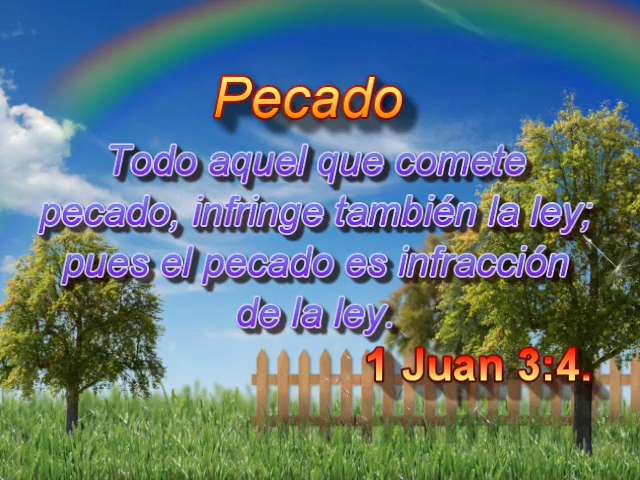 Pecado
Todo aquel que comete
pecado, infringe también la ley;
pues el pecado es infracción
de la ley.
1 Juan 3:4.